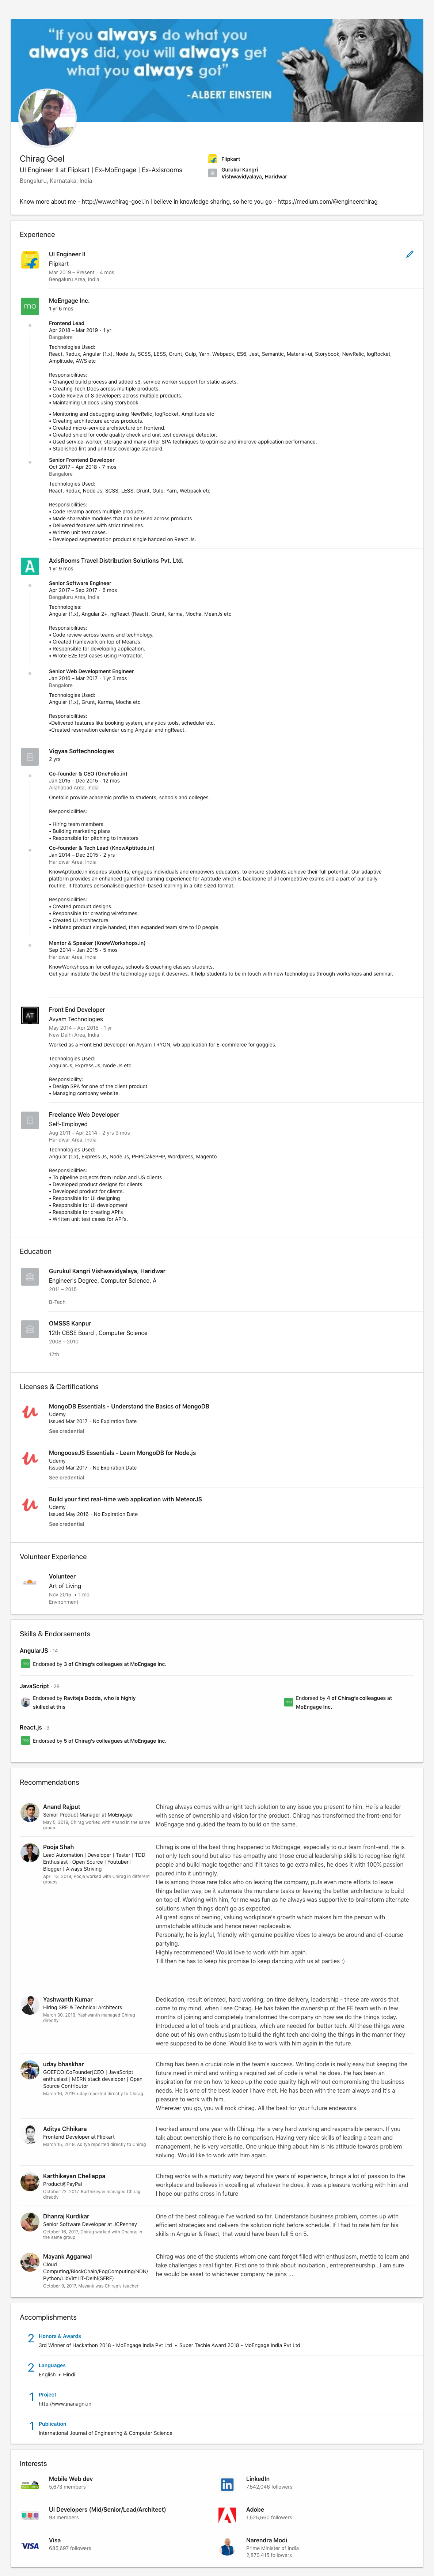 "If you always do what you
always did, you will always get
what you always got"
-ALBERT EINSTEIN
Chirag Goel
UI Engineer II at Flipkart | Ex-MoEngage | Ex-Axisrooms
Bengaluru, Karnataka, India
Flipkart
Gurukul Kangri
Vishwavidyalaya, Haridwar
Know more about me - http://www.chirag-goel.in I believe in knowledge sharing, so here you go - https://medium.com/@engineerchirag
Experience
UI Engineer II
Flipkart
Mar 2019 – Present · 4 mos
Bengaluru Area, India
mo
MoEngage Inc.
1 yr 6 mos
Frontend Lead
Apr 2018 – Mar 2019 · 1 yr
Bangalore
Technologies Used:
React, Redux, Angular (1.x), Node Js, SCSS, LESS, Grunt, Gulp, Yarn, Webpack, ES6, Jest, Semantic, Material-ui, Storybook, NewRelic, logRocket,
Amplitude, AWS etc
Responsibilities:
• Changed build process and added s3, service worker support for static assets.
• Creating Tech Docs across multiple products.
• Code Review of 8 developers across multiple products.
• Maintaining UI docs using storybook
• Monitoring and debugging using NewRelic, logRocket, Amplitude etc
• Creating architecture across products.
• Created micro-service architecture on frontend.
• Created shield for code quality check and unit test coverage detector.
• Used service-worker, storage and many other SPA techniques to optimise and improve application performance.
• Stablished lint and unit test coverage standard.
Senior Frontend Developer
Oct 2017 – Apr 2018 · 7 mos
Bangalore
Technologies Used:
React, Redux, Node Js, SCSS, LESS, Grunt, Gulp, Yarn, Webpack etc
Responsibilities:
• Code revamp across multiple products.
• Made shareable modules that can be used across products
• Delivered features with strict timelines.
• Written unit test cases.
• Developed segmentation product single handed on React Js.
A
AxisRooms Travel Distribution Solutions Pvt. Ltd.
1 yr 9 mos
Senior Software Engineer
Apr 2017 – Sep 2017 · 6 mos
Bengaluru Area, India
Technologies:
Angular (1.x), Angular 2+, ngReact (React), Grunt, Karma, Mocha, MeanJs etc
Responsibilities:
• Code review across teams and technology.
• Created framework on top of MeanJs.
• Responsible for developing application.
• Wrote E2E test cases using Protractor.
Senior Web Development Engineer
Jan 2016 – Mar 2017 · 1 yr 3 mos
Bangalore
Technologies Used:
Angular (1.x), Grunt, Karma, Mocha etc
Responsibilities:
•Delivered features like booking system, analytics tools, scheduler etc.
•Created reservation calendar using Angular and ngReact.
Vigyaa Softechnologies
2 yrs
Co-founder & CEO (OneFolio.in)
Jan 2015 – Dec 2015 · 12 mos
Allahabad Area, India
Onefolio provide academic profile to students, schools and colleges.
Responsibilities:
• Hiring team members
• Building marketing plans
• Responsible for pitching to investors
Co-founder & Tech Lead (KnowAptitude.in)
Jan 2014 – Dec 2015 · 2 yrs
Haridwar Area, India
KnowAptitude.in inspires students, engages individuals and empowers educators, to ensure students achieve their full potential. Our adaptive
platform provides an enhanced gamified learning experience for Aptitude which is backbone of all competitive exams and a part of our daily
routine. It features personalised question-based learning in a bite sized format.
Responsibilities:
• Created product designs.
• Responsible for creating wireframes.
• Created UI Architecture.
• Initiated product single handed, then expanded team size to 10 people.
Mentor & Speaker (KnowWorkshops.in)
Sep 2014 – Jan 2015 · 5 mos
Haridwar Area, India
KnowWorkshops.in for colleges, schools & coaching classes students.
Get your institute the best the technology edge it deserves. It help students to be in touch with new technologies through workshops and seminar.
AT
Front End Developer
Avyam Technologies
May 2014 – Apr 2015 · 1 yr
New Delhi Area, India
Worked as a Front End Developer on Avyam TRYON, wb application for E-commerce for goggles.
Technologies Used:
AngularJs, Express Js, Node Js etc
Responsibility:
• Design SPA for one of the client product.
• Managing company website.
Freelance Web Developer
Self-Employed
Aug 2011 – Apr 2014 · 2 yrs 9 mos
Haridwar Area, India
Technologies Used:
Angular (1.x), Express Js, Node Js, PHP/CakePHP, Wordpress, Magento
Responsibilities:
• To pipeline projects from Indian and US clients
• Developed product designs for clients.
• Developed product for clients.
• Responsible for UI designing
• Responsible for UI development
• Responsible for creating API's
• Written unit test cases for API's.
Education
Gurukul Kangri Vishwavidyalaya, Haridwar
Engineer's Degree, Computer Science, A
2011 – 2015
B-Tech
OMSSS Kanpur
12th CBSE Board , Computer Science
2008 – 2010
12th
Licenses & Certifications
MongoDB Essentials - Understand the Basics of MongoDB
Udemy
Issued Mar 2017 · No Expiration Date
See credential
MongooseJS Essentials - Learn MongoDB for Node.js
Udemy
Issued Mar 2017 · No Expiration Date
See credential
Build your first real-time web application with MeteorJS
Udemy
Issued May 2016 · No Expiration Date
See credential
Volunteer Experience
Volunteer
Art of Living
Nov 2015 • 1 mo
Environment
Skills & Endorsements
AngularJS · 14
Endorsed by 3 of Chirag's colleagues at MoEngage Inc.
JavaScript · 28
Endorsed by Raviteja Dodda, who is highly
skilled at this
Endorsed by 4 of Chirag's colleagues at
MoEngage Inc.
React.js · 9
Endorsed by 5 of Chirag's colleagues at MoEngage Inc.
Recommendations
Anand Rajput
Senior Product Manager at MoEngage
May 5, 2019, Chirag worked with Anand in the same
group
Chirag always comes with a right tech solution to any issue you present to him. He is a leader
with sense of ownership and vision for the product. Chirag has transformed the front-end for
MoEngage and guided the team to build on the same.
Pooja Shah
Lead Automation | Developer | Tester | TDD
Enthusiast | Open Source | Youtuber |
Blogger | Always Striving
April 13, 2019, Pooja worked with Chirag in different
groups
Chirag is one of the best thing happened to MoEngage, especially to our team front-end. He is
not only tech sound but also has empathy and those crucial leadership skills to recognise right
people and build magic together and if it takes to go extra miles, he does it with 100% passion
poured into it untiringly.
He is among those rare folks who on leaving the company, puts even more efforts to leave
things better way, be it automate the mundane tasks or leaving the better architecture to build
on top of. Working with him, for me was fun as he always was supportive to brainstorm alternate
solutions when things don't go as expected.
All great signs of owning, valuing workplace's growth which makes him the person with
unmatchable attitude and hence never replaceable.
Personally, he is joyful, friendly with genuine positive vibes to always be around and of-course
partying.
Highly recommended! Would love to work with him again.
Till then he has to keep his promise to keep dancing with us at parties :)
Yashwanth Kumar
Hiring SRE & Technical Architects
March 30, 2019, Yashwanth managed Chirag
directly
Dedication, result oriented, hard working, on time delivery, leadership - these are words that
come to my mind, when I see Chirag. He has taken the ownership of the FE team with in few
months of joining and completely transformed the company on how we do the things today.
Introduced a lot of tools and practices, which are needed for better tech. All these things were
done out of his own enthusiasm to build the right tech and doing the things in the manner they
were supposed to be done. Would like to work with him again in the future.
uday bhaskhar
GOEFCO(CoFounder)CEO | JavaScript
enthusiast | MERN stack developer | Open
Source Contributor
March 16, 2019, uday reported directly to Chirag
Chirag has been a crucial role in the team's success. Writing code is really easy but keeping the
future need in mind and writing a required set of code is what he does. He has been an
inspiration for me on how to keep up the code quality high without compromising the business
needs. He is one of the best leader I have met. He has been with the team always and it's a
pleasure to work with him.
Wherever you go, you will rock chirag. All the best for your future endeavors.
Aditya Chhikara
Frontend Developer at Flipkart
March 15, 2019, Aditya reported directly to Chirag
I worked around one year with Chirag. He is very hard working and responsible person. If you
talk about ownership there is no comparison. Having very nice skills of leading a team and
management, he is very versatile. One unique thing about him is his attitude towards problem
solving. Would like to work with him again.
Karthikeyan Chellappa
Product@PayPal
October 22, 2017, Karthikeyan managed Chirag
directly
Chirag works with a maturity way beyond his years of experience, brings a lot of passion to the
workplace and believes in excelling at whatever he does, it was a pleasure working with him and
I hope our paths cross in future
Dhanraj Kumar
Senior Software Developer at JCPenney
October 16, 2017, Chirag worked with Dhanraj in
the same group
One of the best colleague I've worked so far. Understands business problem, comes up with
efficient strategies and delivers the solution right before schedule. If I had to rate him for his
skills in Angular & React, that would have been full 5 on 5.
Mayank Aggarwal
Cloud
Computing/BlockChain/FogComputing/NDN/
Python/LibVirt IIT-Delhi(SFRF)
October 9, 2017, Mayank was Chirag's teacher
Chirag was one of the students whom one cant forget filled with enthusiasm, mettle to learn and
take challenges a real fighter. First one to think about incubation , entrepreneurship...I am sure
he would be asset to whichever company he joins ....
Accomplishments
2
Honors & Awards
3rd Winner of Hackathon 2018 - MoEngage India Pvt Ltd • Super Techie Award 2018 - MoEngage India Pvt Ltd
2
Languages
English • Hindi
1
Project
http://www.jnanagni.in
1
Publication
International Journal of Engineering & Computer Science
Interests
Mobile Web dev
5,673 members
in
LinkedIn
7,542,046 followers
UI Developers (Mid/Senior/Lead/Architect)
93 members
Adobe
1,525,660 followers
VISA
Visa
685,697 followers
Narendra Modi
Prime Minister of India
2,870,415 followers